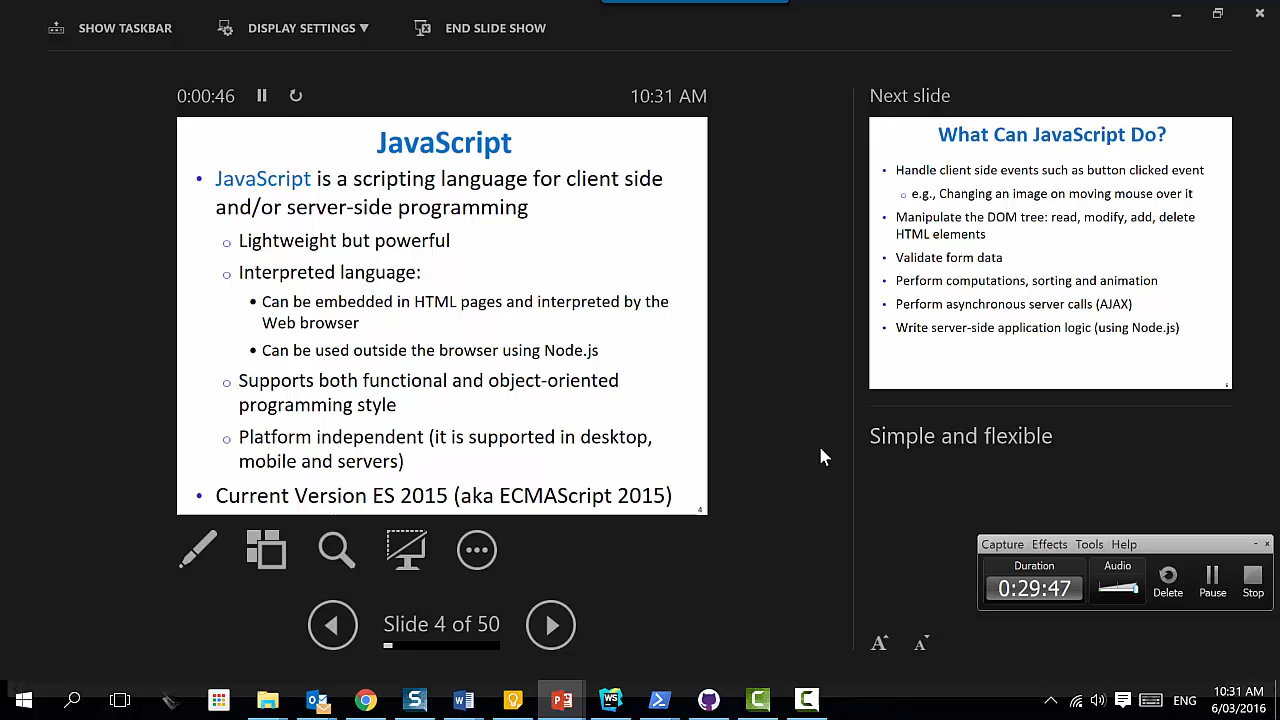 SHOW TASKBAR
DISPLAY SETTINGS ▼
END SLIDE SHOW
0:00:46
10:31 AM
JavaScript
• JavaScript is a scripting language for client side
and/or server-side programming
o Lightweight but powerful
o Interpreted language:
• Can be embedded in HTML pages and interpreted by the
Web browser
• Can be used outside the browser using Node.js
o Supports both functional and object-oriented
programming style
o Platform independent (it is supported in desktop,
mobile and servers)
• Current Version ES 2015 (aka ECMAScript 2015)
4
Slide 4 of 50
Next slide
What Can JavaScript Do?
• Handle client side events such as button clicked event
o e.g., Changing an image on moving mouse over it
• Manipulate the DOM tree: read, modify, add, delete
HTML elements
• Validate form data
• Perform computations, sorting and animation
• Perform asynchronous server calls (AJAX)
• Write server-side application logic (using Node.js)
Simple and flexible
Capture Effects Tools Help
Duration
0:29:47
Audio
Delete
Pause
Stop
A A
ENG
10:31 AM
6/03/2016